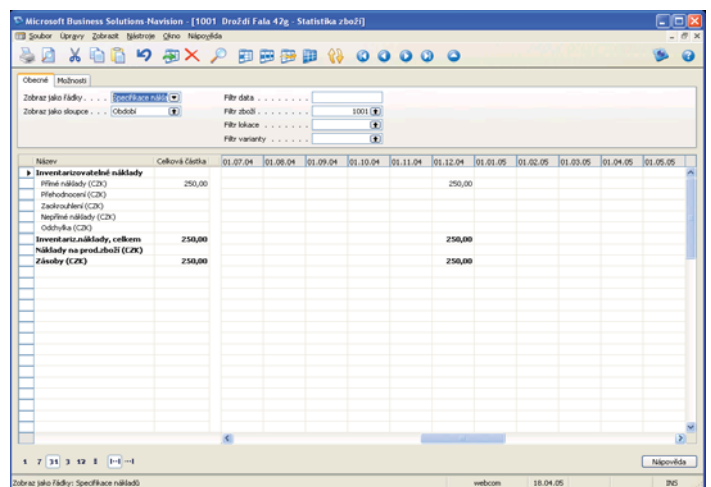 Microsoft Business Solutions-Navision - [1001 Droždí Fala 42g - Statistika zboží]
Soubor Úpravy Zobrazit Nástroje Okno Nápověda
Obecné Možnosti
Zobraz jako řádky . . . . Specifikace nákla
Zobraz jako sloupce . . . Období
Filtr data . . . . . . . .
Filtr zboží . . . . . . . . 1001
Filtr lokace . . . . . . .
Filtr varianty . . . . . .
Název Celková částka 01.07.04 01.08.04 01.09.04 01.10.04 01.11.04 01.12.04 01.01.05 01.02.05 01.03.05 01.04.05 01.05.05
Inventarizovatelné náklady
Přímé náklady (CZK) 250,00 250,00
Přehodnocení (CZK)
Zaokrouhlení (CZK)
Nepřímé náklady (CZK)
Odchylka (CZK)
Inventariz.náklady, celkem 250,00 250,00
Náklady na prod.zboží (CZK)
Zásoby (CZK) 250,00 250,00
1 7 31 3 12
Nápověda
Zobraz jako řádky: Specifikace nákladů webcom 18.04.05 INS